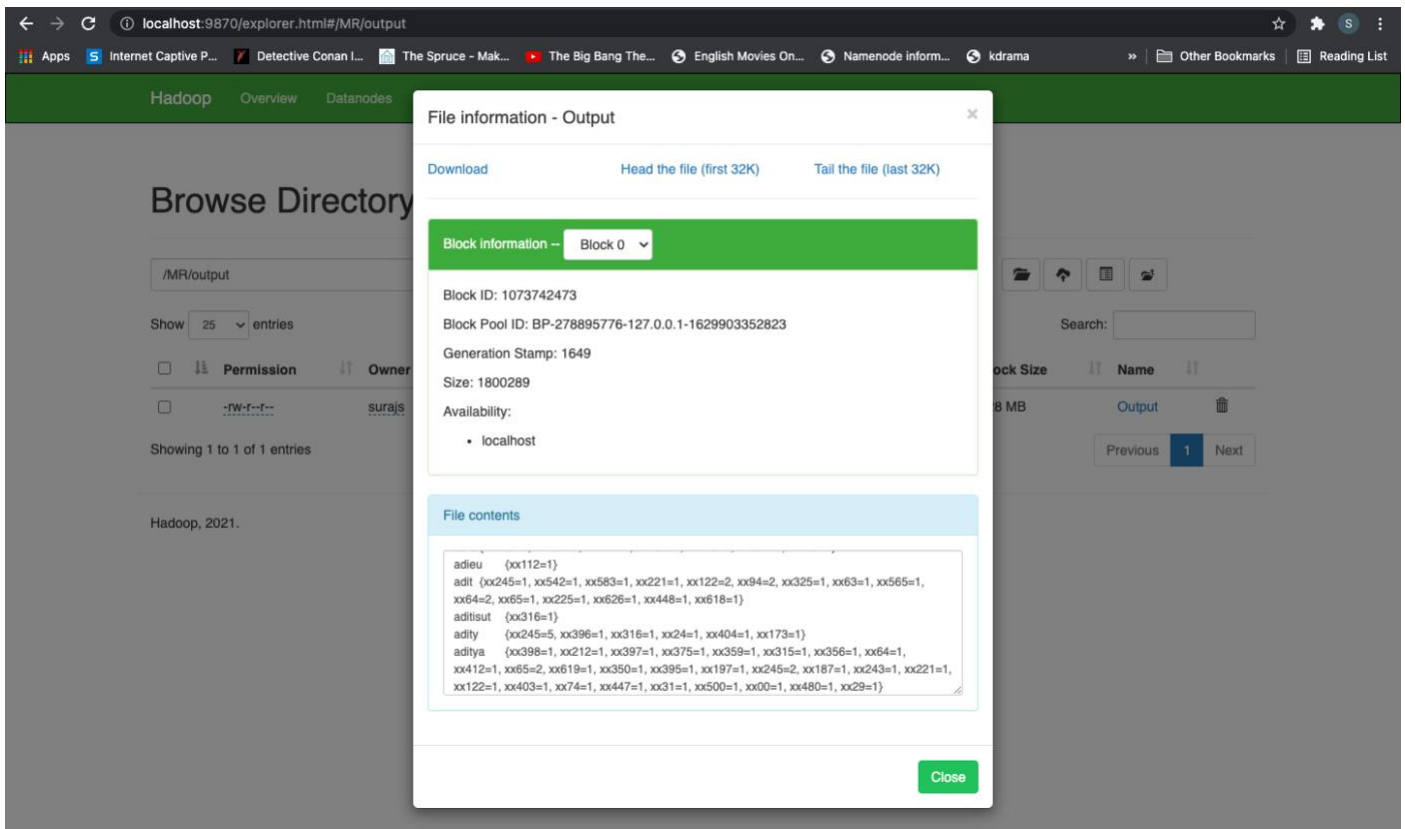 localhost:9870/explorer.html#/MR/output
S
Apps S Internet Captive P... Detective Conan I... The Spruce - Mak... The Big Bang The... English Movies On... Namenode inform... kdrama » Other Bookmarks Reading List
Hadoop Overview Datanodes
File information - Output ×
Download Head the file (first 32K) Tail the file (last 32K)
Browse Directory
Block information -- Block 0
/MR/output
Block ID: 1073742473
Block Pool ID: BP-278895776-127.0.0.1-1629903352823
Show 25 entries Search:
Generation Stamp: 1649
Permission Owner ock Size Name
Size: 1800289
-rw-r--r-- surajs 8 MB Output
Availability:
• localhost
Showing 1 to 1 of 1 entries Previous 1 Next
Hadoop, 2021.
File contents
adieu {xx112=1}
adit {xx245=1, xx542=1, xx583=1, xx221=1, xx122=2, xx94=2, xx325=1, xx63=1, xx565=1,
xx64=2, xx65=1, xx225=1, xx626=1, xx448=1, xx618=1}
aditisut {xx316=1}
adity {xx245=5, xx396=1, xx316=1, xx24=1, xx404=1, xx173=1}
aditya {xx398=1, xx212=1, xx397=1, xx375=1, xx359=1, xx315=1, xx356=1, xx64=1,
xx412=1, xx65=2, xx619=1, xx350=1, xx395=1, xx197=1, xx245=2, xx187=1, xx243=1, xx221=1,
xx122=1, xx403=1, xx74=1, xx447=1, xx31=1, xx500=1, xx00=1, xx480=1, xx29=1}
Close